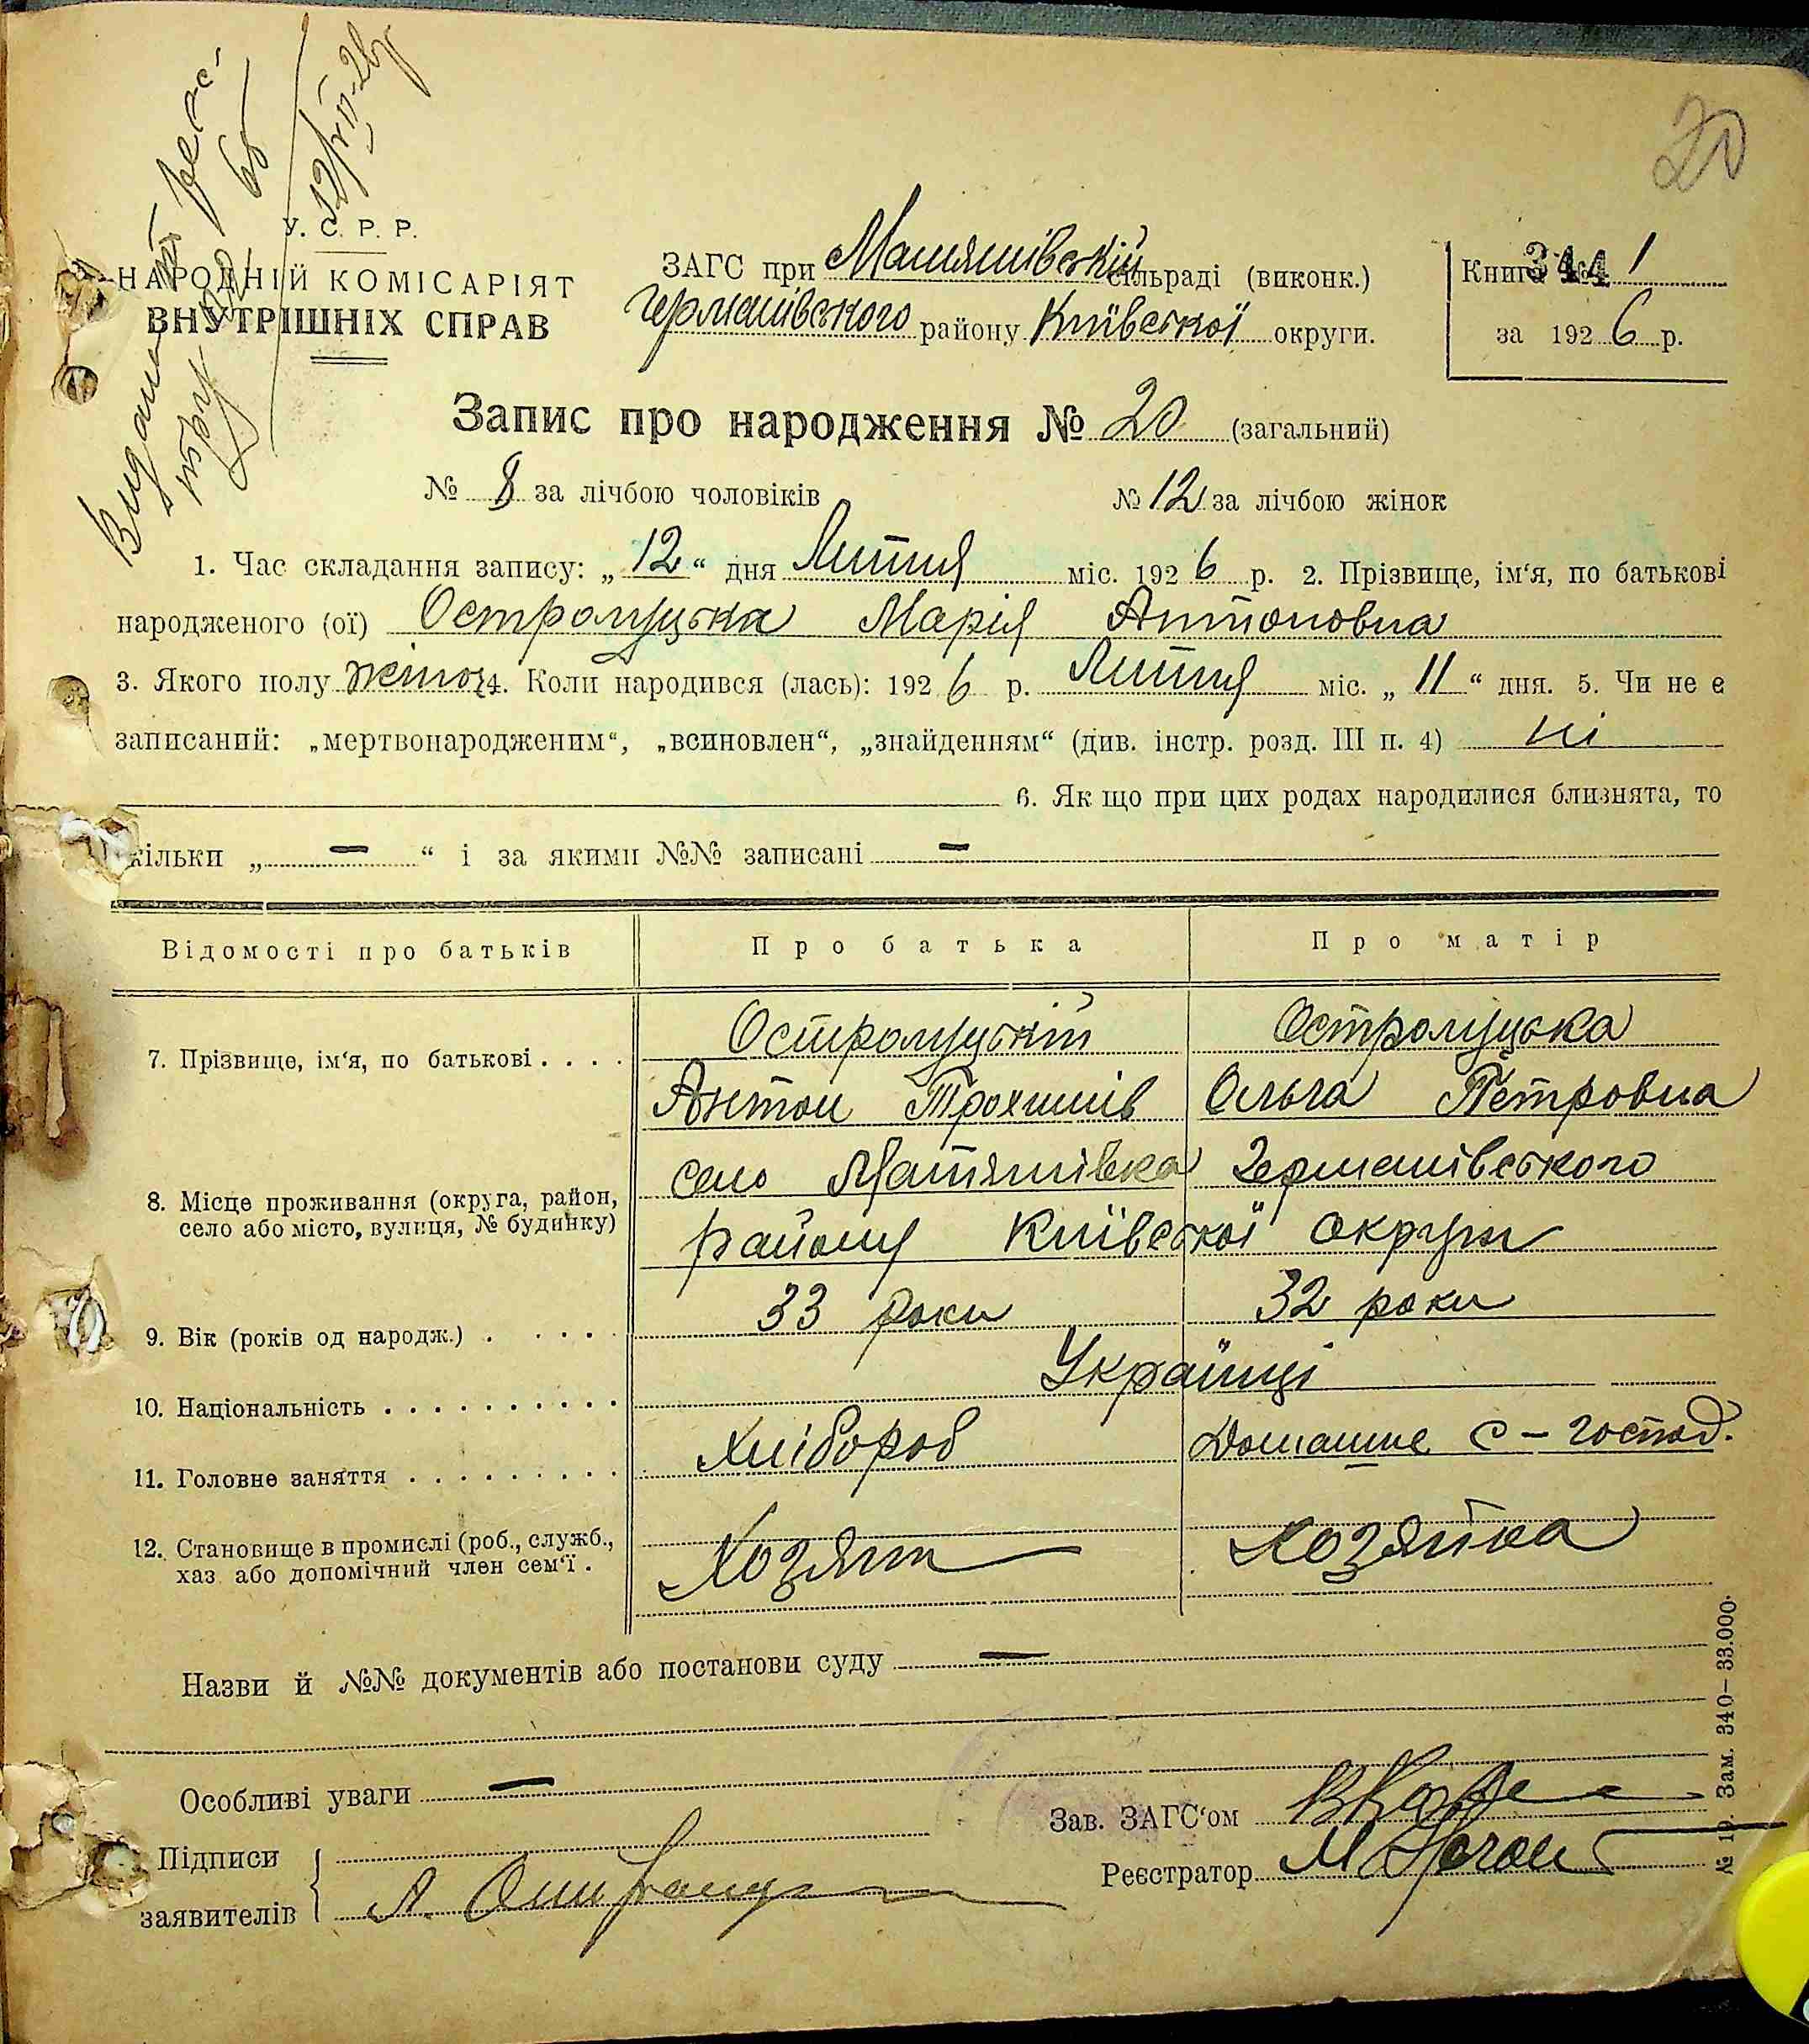 20
У. С. Р. Р.
НАРОДНІЙ КОМІСАРІЯТ
ВНУТРІШНІХ СПРАВ
ЗАГС при Матяшівській сільраді (виконк.)
Германівського району Київської округи.
Книга № 1
344
за 1926 р.
Запис про народження № 20 (загальний)
№ 8 за лічбою чоловіків № 12 за лічбою жінок
1. Час складання запису: „12“ дня Липня міс. 1926 р. 2. Прізвище, ім‘я, по батькові
народженого (ої) Остролуцька Марія Антоновна
3. Якого полу жіноч 4. Коли народився (лась): 1926 р. Липня міс. „11“ дня. 5. Чи не є
записаний: „мертвонародженим“, „всиновлен“, „знайденням“ (див. інстр. розд. III п. 4) ні
6. Як що при цих родах народилися близнята, то
скільки „ — “ і за якими №№ записані —
Відомості про батьків Про батька Про матір
7. Прізвище, ім‘я, по батькові . . . . Остролуцький Остролуцька
Антон Трохимів Ольга Петровна
8. Місце проживання (округа, район, село Матяшівка Германівського
село або місто, вулиця, № будинку) району Київської округи
9. Вік (років од народж.) . . . . . 33 роки 32 роки
10. Національність . . . . . . . . . . Українці
11. Головне заняття . . . . . . . . . Хлібороб Домашнє с–господ.
12. Становище в промислі (роб., служб., Хозяїн Хозяйка
хаз. або допомічний член сем‘ї .
Назви й №№ документів або постанови суду —
Особливі уваги —
Зав. ЗАГС‘ом
Підписи
заявителів
Реєстратор
№ 10. Зам. 340—33.000.